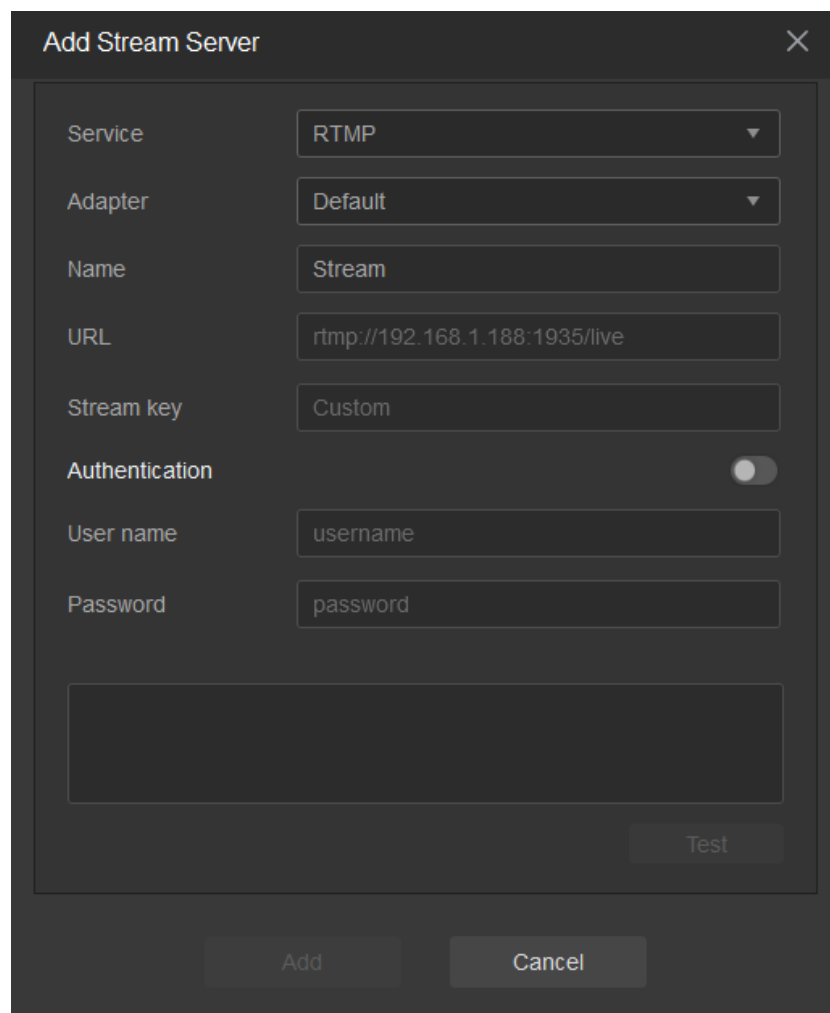 Add Stream Server
Service RTMP
Adapter Default
Name Stream
URL rtmp://192.168.1.188:1935/live
Stream key Custom
Authentication
User name username
Password password
Test
Add Cancel